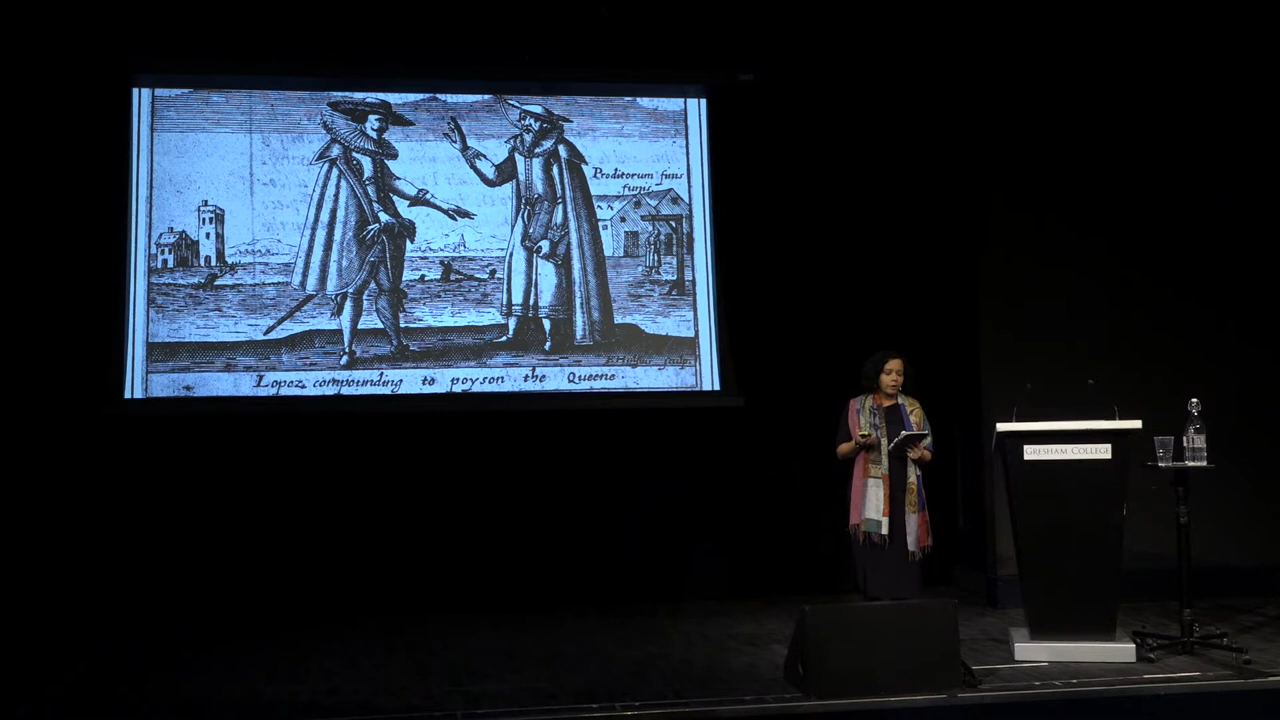 Proditorum finis
funis.
Lopez compounding to poyson the Queene.
GRESHAM COLLEGE